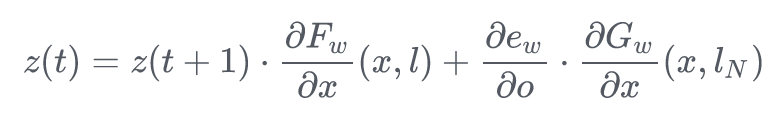 z(t) = z(t + 1) · ∂F_w/∂x (x, l) + ∂e_w/∂o · ∂G_w/∂x (x, l_N)